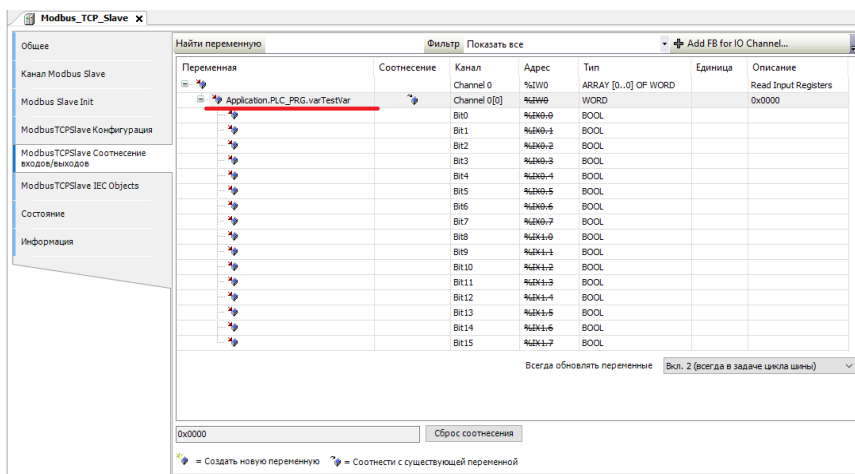 Modbus_TCP_Slave X
Общее
Канал Modbus Slave
Modbus Slave Init
ModbusTCPSlave Конфигурация
ModbusTCPSlave Соотнесение
входов/выходов
ModbusTCPSlave IEC Objects
Состояние
Информация
Найти переменную Фильтр Показать все Add FB for IO Channel...
Переменная Соотнесение Канал Адрес Тип Единица Описание
Channel 0 %IW0 ARRAY [0..0] OF WORD Read Input Registers
Application.PLC_PRG.varTestVar Channel 0[0] %IW0 WORD 0x0000
Bit0 %IX0.0 BOOL
Bit1 %IX0.1 BOOL
Bit2 %IX0.2 BOOL
Bit3 %IX0.3 BOOL
Bit4 %IX0.4 BOOL
Bit5 %IX0.5 BOOL
Bit6 %IX0.6 BOOL
Bit7 %IX0.7 BOOL
Bit8 %IX1.0 BOOL
Bit9 %IX1.1 BOOL
Bit10 %IX1.2 BOOL
Bit11 %IX1.3 BOOL
Bit12 %IX1.4 BOOL
Bit13 %IX1.5 BOOL
Bit14 %IX1.6 BOOL
Bit15 %IX1.7 BOOL
Всегда обновлять переменные Вкл. 2 (всегда в задаче цикла шины)
0x0000 Сброс соотнесения
= Создать новую переменную = Соотнести с существующей переменной